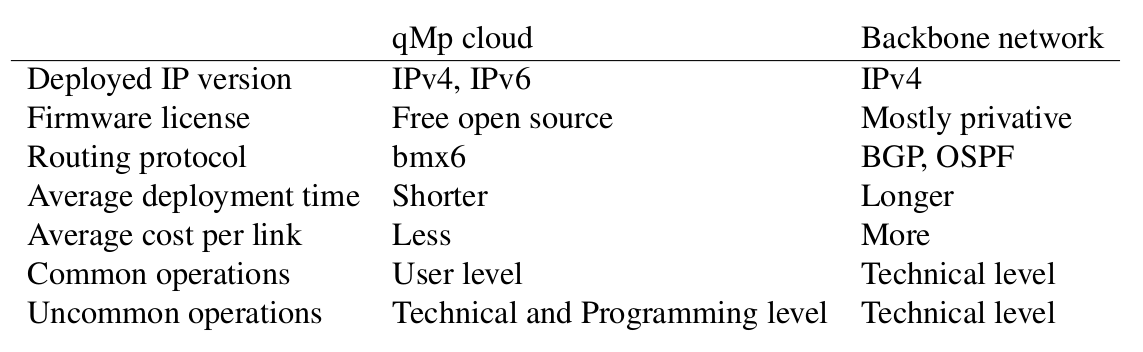 qMp cloud Backbone network
Deployed IP version IPv4, IPv6 IPv4
Firmware license Free open source Mostly privative
Routing protocol bmx6 BGP, OSPF
Average deployment time Shorter Longer
Average cost per link Less More
Common operations User level Technical level
Uncommon operations Technical and Programming level Technical level